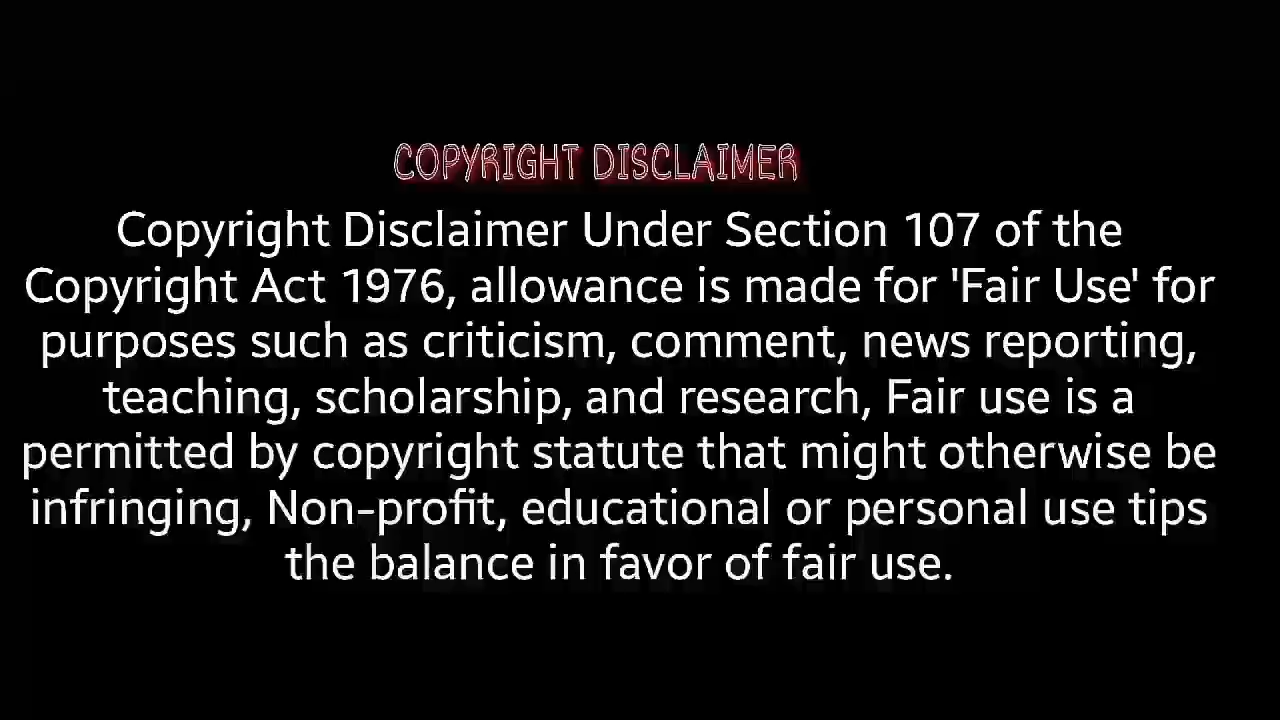 COPYRIGHT DISCLAIMER
Copyright Disclaimer Under Section 107 of the
Copyright Act 1976, allowance is made for 'Fair Use' for
purposes such as criticism, comment, news reporting,
teaching, scholarship, and research, Fair use is a
permitted by copyright statute that might otherwise be
infringing, Non-profit, educational or personal use tips
the balance in favor of fair use.